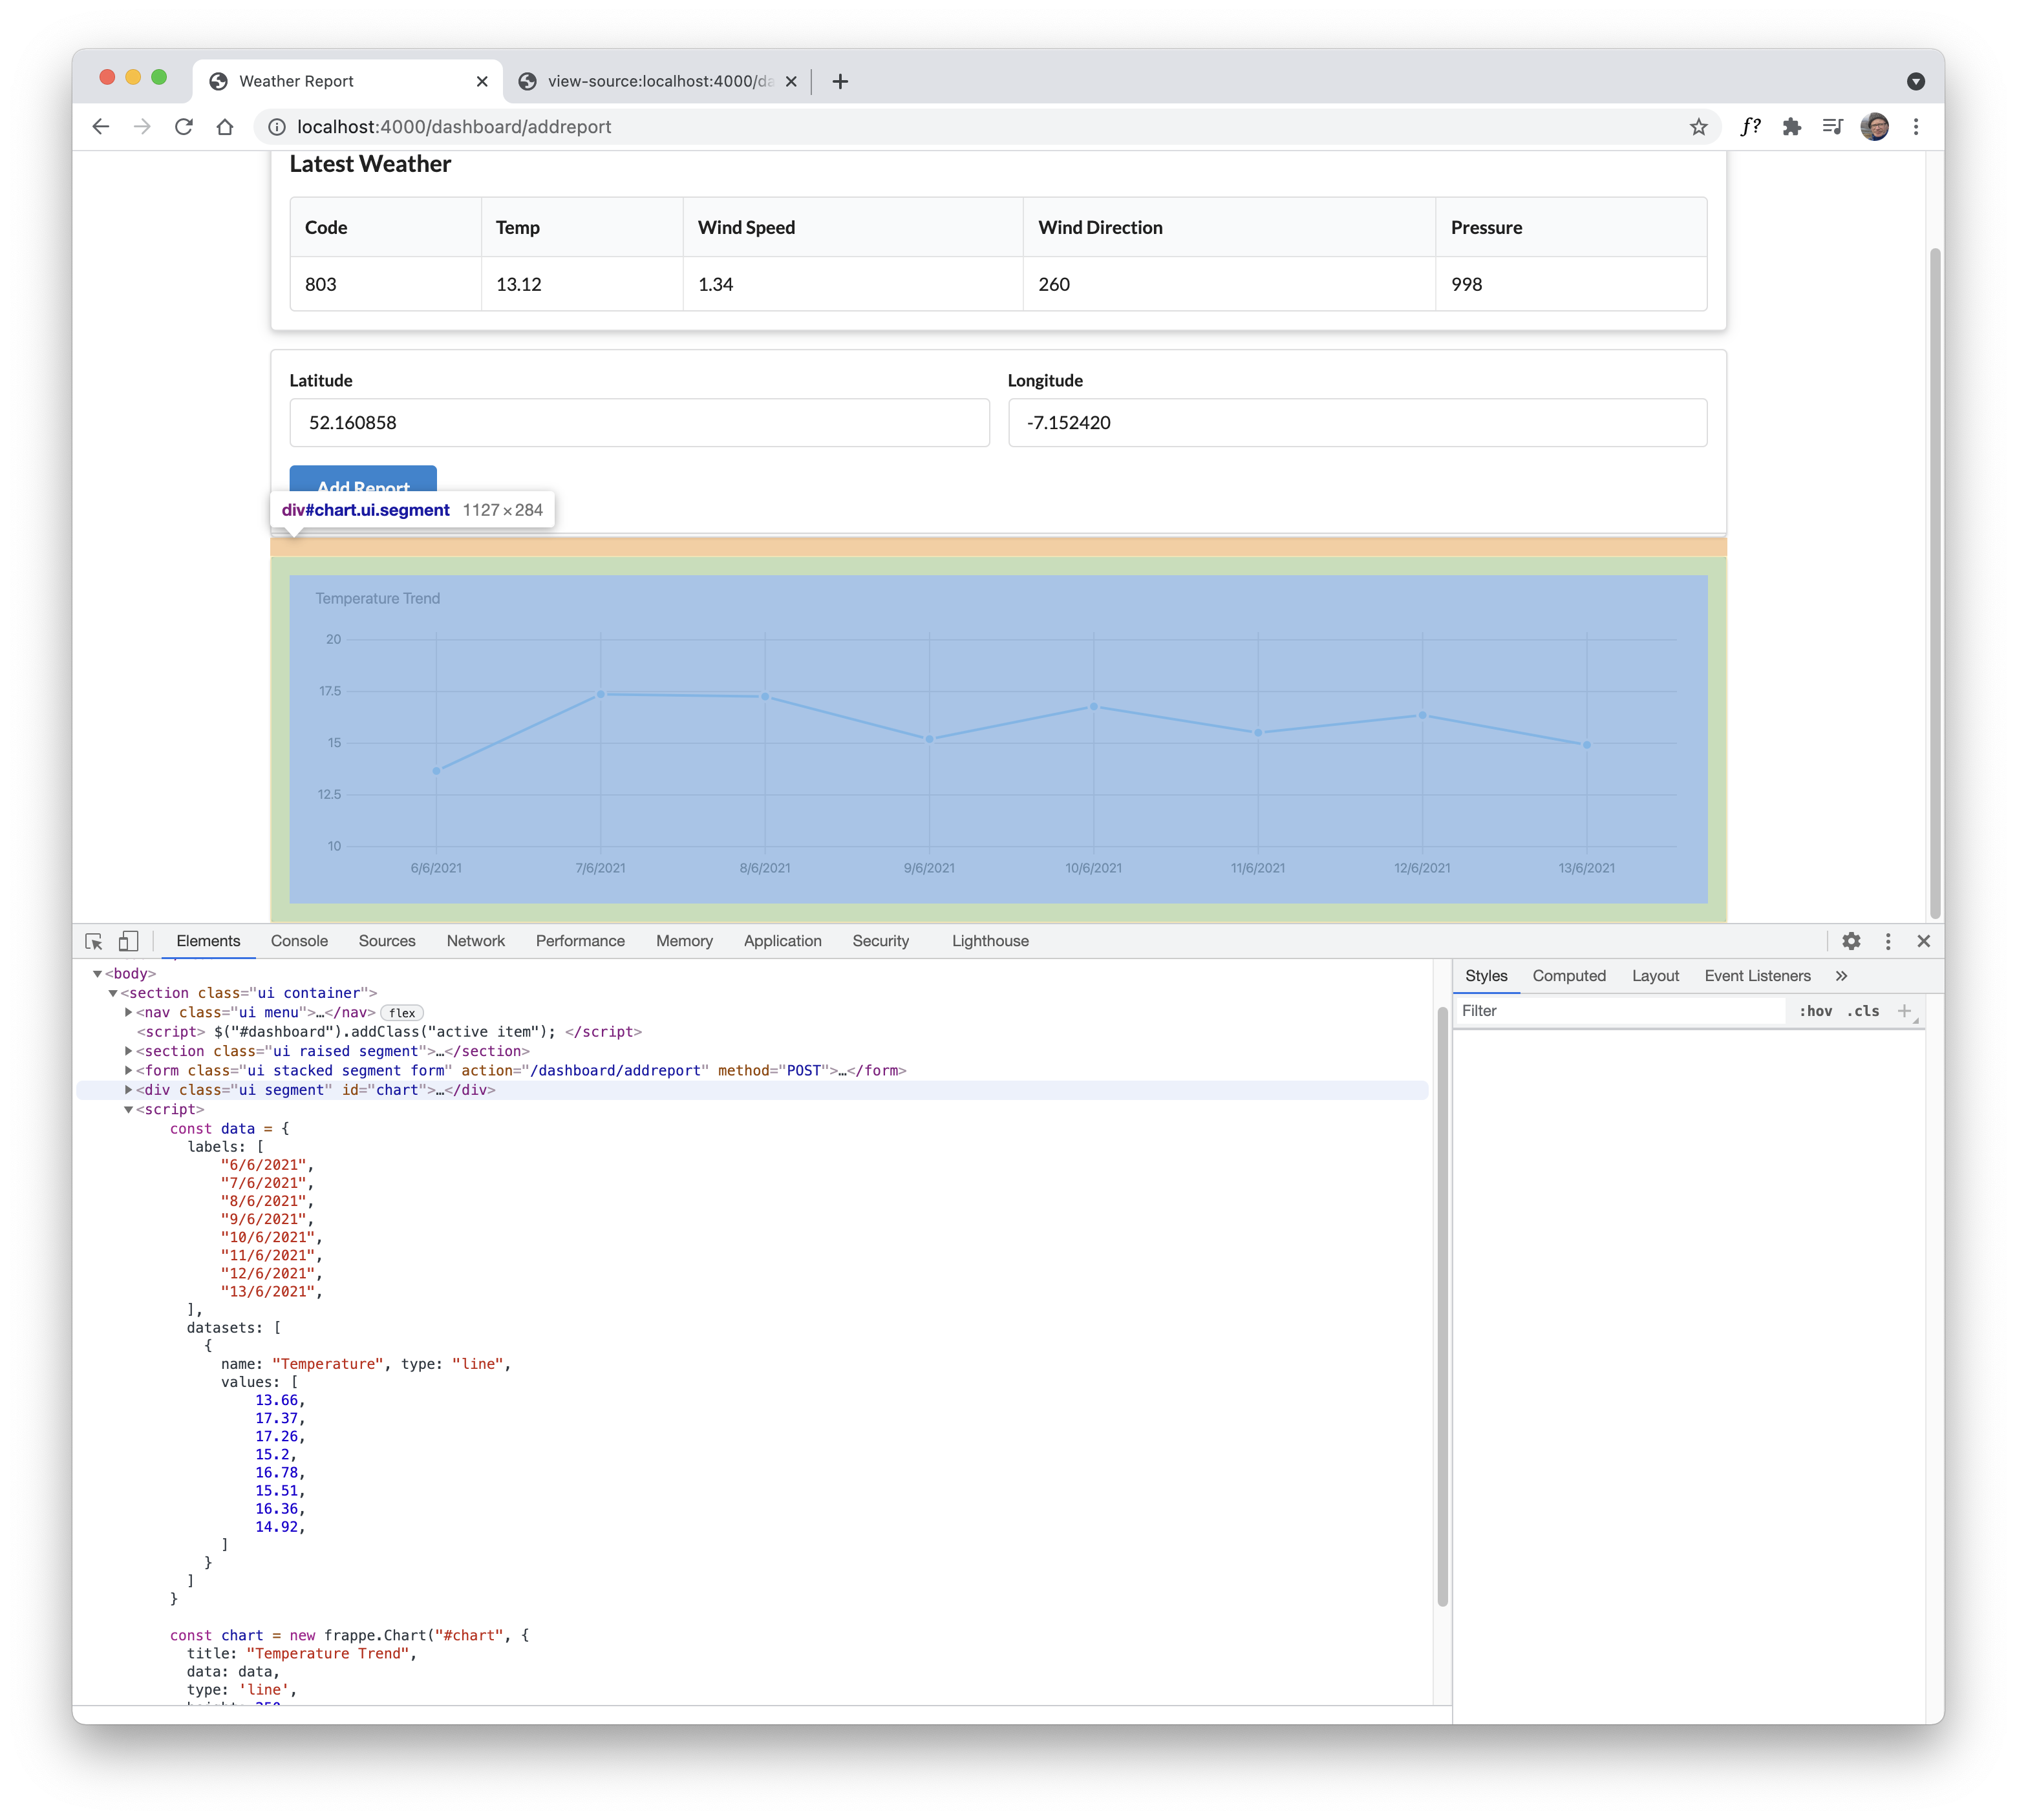 Weather Report
view-source:localhost:4000/da
localhost:4000/dashboard/addreport
f?
Latest Weather
Code Temp Wind Speed Wind Direction Pressure
803 13.12 1.34 260 998
Latitude Longitude
52.160858 -7.152420
Add Report
div#chart.ui.segment 1127 × 284
Temperature Trend
20
17.5
15
12.5
10
6/6/2021 7/6/2021 8/6/2021 9/6/2021 10/6/2021 11/6/2021 12/6/2021 13/6/2021
Elements Console Sources Network Performance Memory Application Security Lighthouse
<body>
<section class="ui container">
<nav class="ui menu">…</nav> flex
<script> $("#dashboard").addClass("active item"); </script>
<section class="ui raised segment">…</section>
<form class="ui stacked segment form" action="/dashboard/addreport" method="POST">…</form>
<div class="ui segment" id="chart">…</div>
<script>
const data = {
labels: [
"6/6/2021",
"7/6/2021",
"8/6/2021",
"9/6/2021",
"10/6/2021",
"11/6/2021",
"12/6/2021",
"13/6/2021",
],
datasets: [
{
name: "Temperature", type: "line",
values: [
13.66,
17.37,
17.26,
15.2,
16.78,
15.51,
16.36,
14.92,
]
}
]
}
const chart = new frappe.Chart("#chart", {
title: "Temperature Trend",
data: data,
type: 'line',
Styles Computed Layout Event Listeners »
Filter :hov .cls +